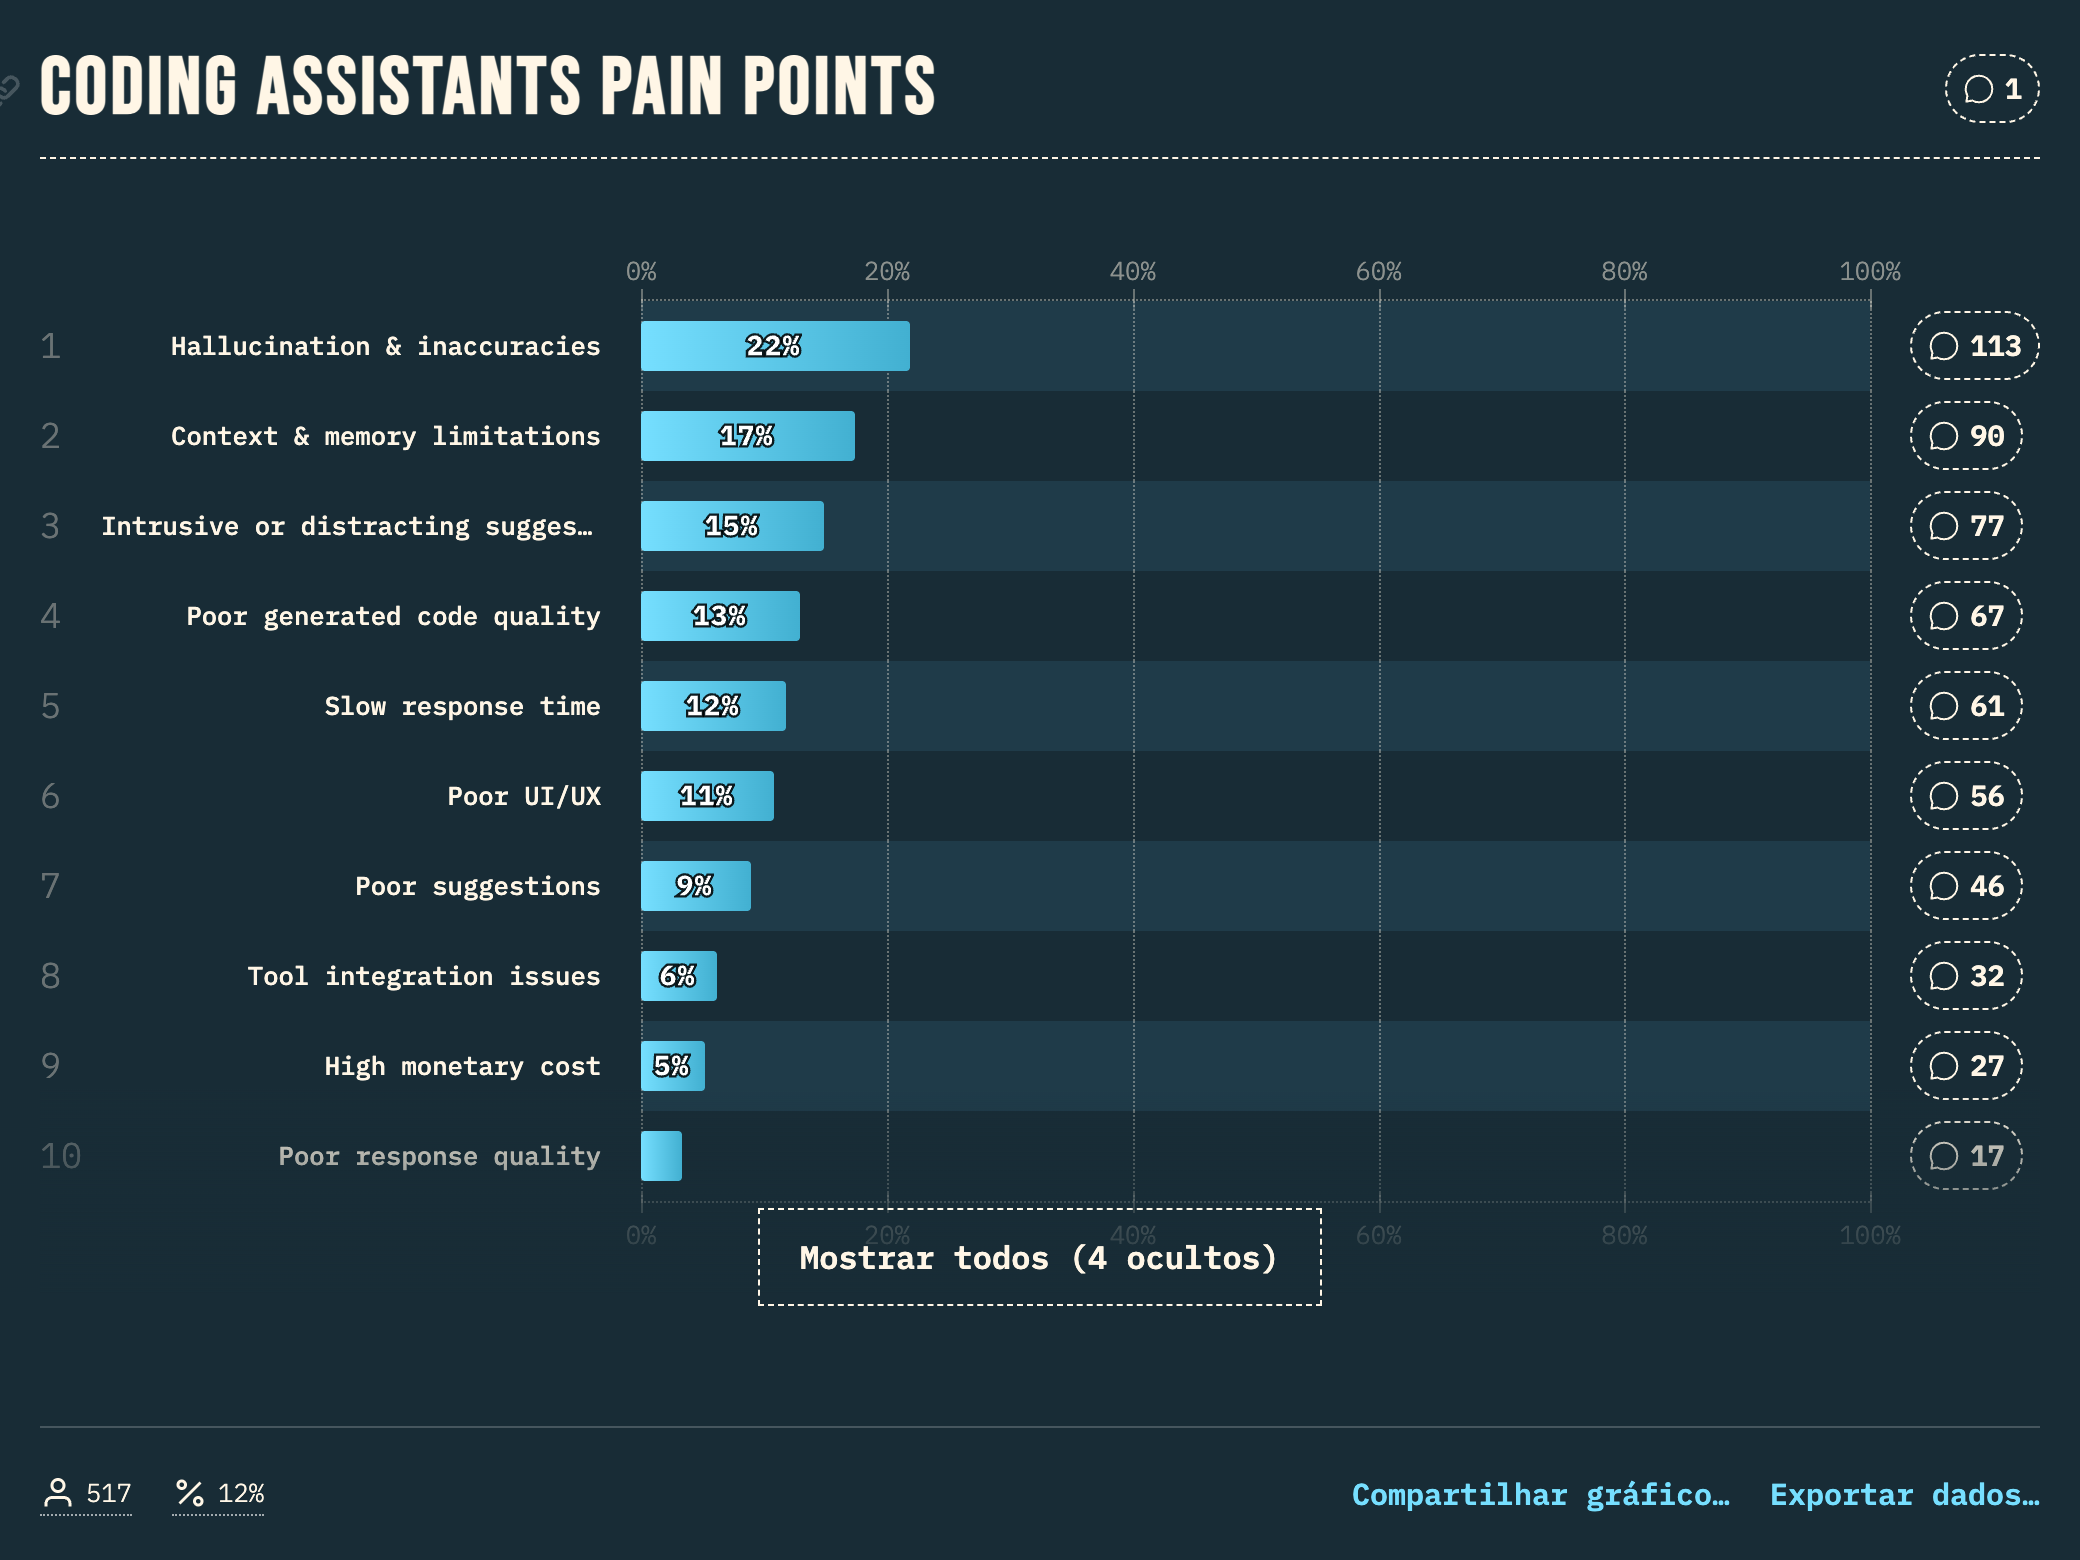 CODING ASSISTANTS PAIN POINTS
1
0% 20% 40% 60% 80% 100%
1 Hallucination & inaccuracies 22% 113
2 Context & memory limitations 17% 90
3 Intrusive or distracting sugges… 15% 77
4 Poor generated code quality 13% 67
5 Slow response time 12% 61
6 Poor UI/UX 11% 56
7 Poor suggestions 9% 46
8 Tool integration issues 6% 32
9 High monetary cost 5% 27
10 Poor response quality 17
0% 20% 40% 60% 80% 100%
Mostrar todos (4 ocultos)
517 12% Compartilhar gráfico… Exportar dados…